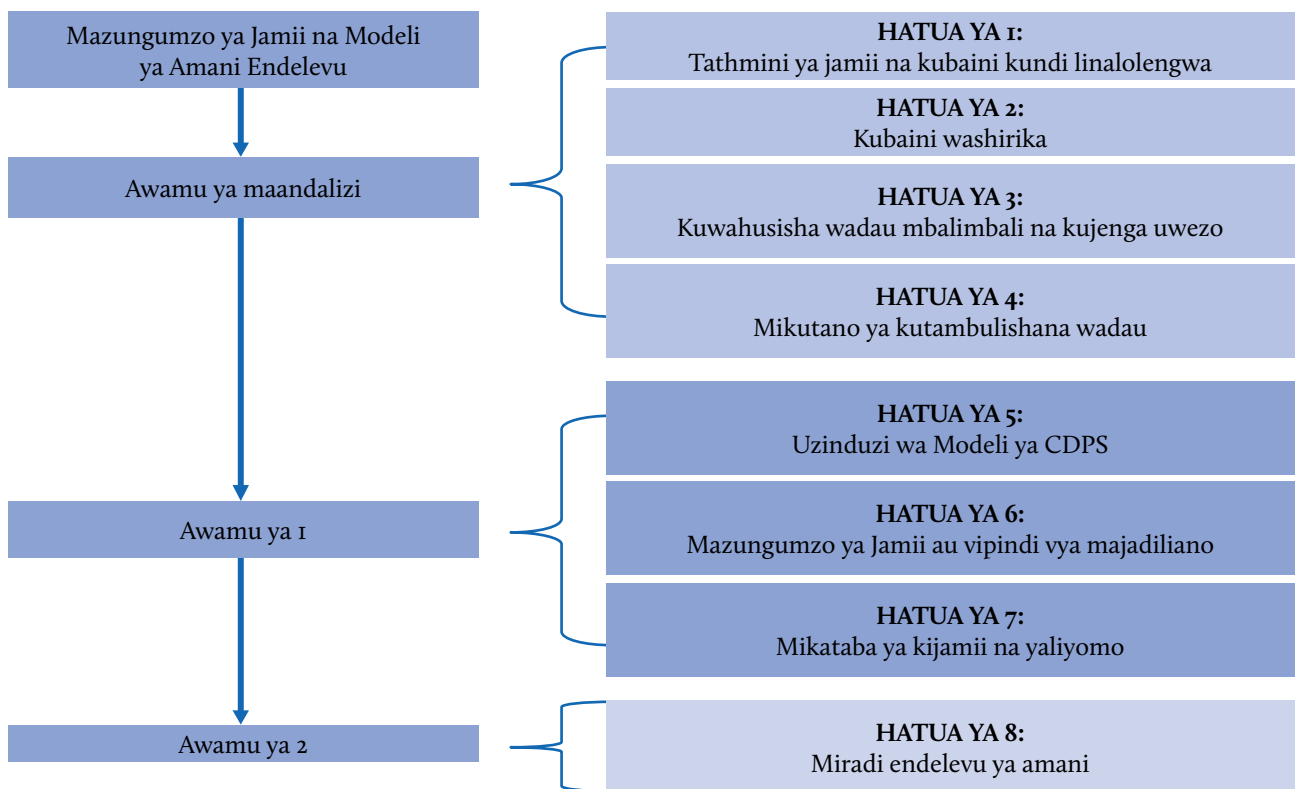 Mazungumzo ya Jamii na Modeli
ya Amani Endelevu
Awamu ya maandalizi
HATUA YA 1:
Tathmini ya jamii na kubaini kundi linalolengwa
HATUA YA 2:
Kubaini washirika
HATUA YA 3:
Kuwahusisha wadau mbalimbali na kujenga uwezo
HATUA YA 4:
Mikutano ya kutambulishana wadau
Awamu ya 1
HATUA YA 5:
Uzinduzi wa Modeli ya CDPS
HATUA YA 6:
Mazungumzo ya Jamii au vipindi vya majadiliano
HATUA YA 7:
Mikataba ya kijamii na yaliyomo
Awamu ya 2
HATUA YA 8:
Miradi endelevu ya amani